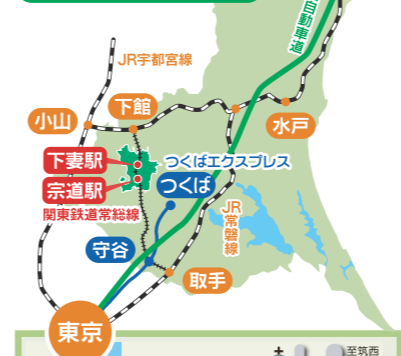 自動車道
JR宇都宮線
小山
下館
水戸
下妻駅
宗道駅
関東鉄道常総線
つくばエクスプレス
つくば
JR常磐線
守谷
取手
東京
至筑西